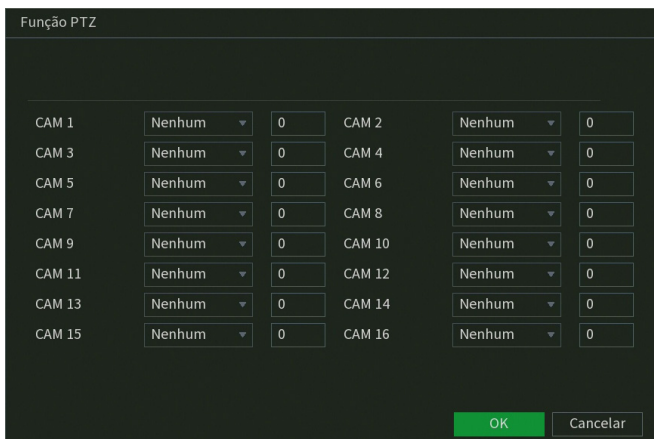 Função PTZ
CAM 1 Nenhum 0 CAM 2 Nenhum 0
CAM 3 Nenhum 0 CAM 4 Nenhum 0
CAM 5 Nenhum 0 CAM 6 Nenhum 0
CAM 7 Nenhum 0 CAM 8 Nenhum 0
CAM 9 Nenhum 0 CAM 10 Nenhum 0
CAM 11 Nenhum 0 CAM 12 Nenhum 0
CAM 13 Nenhum 0 CAM 14 Nenhum 0
CAM 15 Nenhum 0 CAM 16 Nenhum 0
OK Cancelar